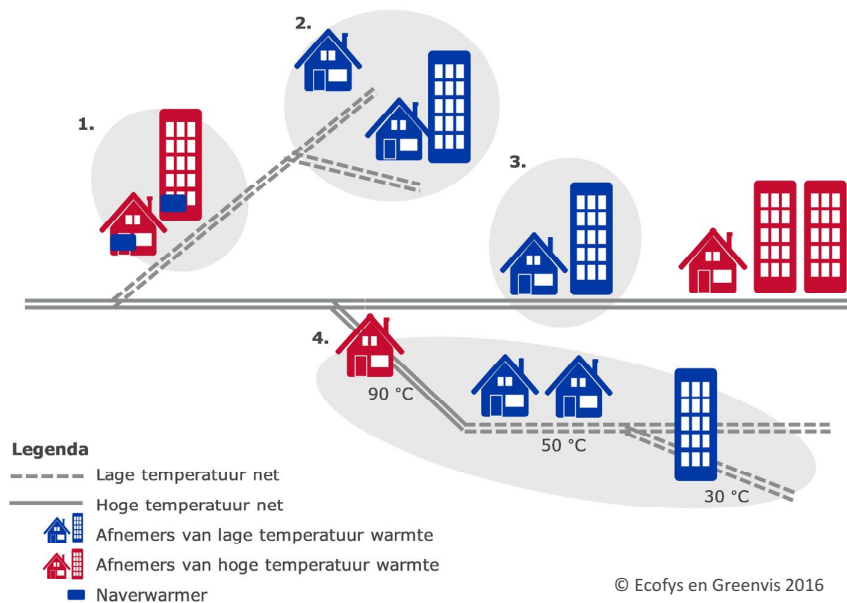 1.
2.
3.
4.
90 °C
50 °C
30 °C
Legenda
Lage temperatuur net
Hoge temperatuur net
Afnemers van lage temperatuur warmte
Afnemers van hoge temperatuur warmte
Naverwarmer
© Ecofys en Greenvis 2016